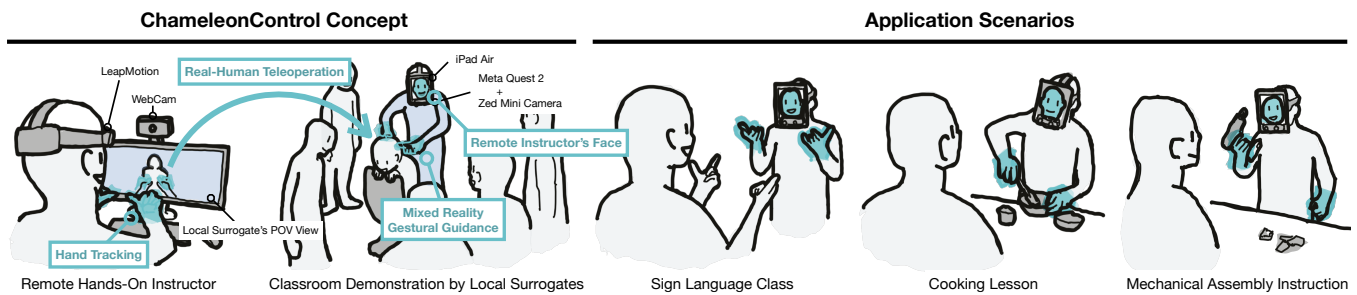 ChameleonControl Concept
Application Scenarios
LeapMotion
WebCam
Real-Human Teleoperation
iPad Air
Meta Quest 2
+
Zed Mini Camera
Remote Instructor's Face
Mixed Reality
Gestural Guidance
Local Surrogate's POV View
Hand Tracking
Remote Hands-On Instructor
Classroom Demonstration by Local Surrogates
Sign Language Class
Cooking Lesson
Mechanical Assembly Instruction